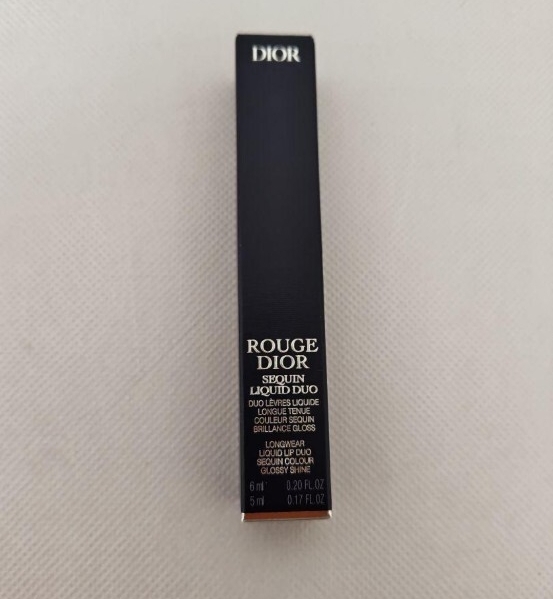 DIOR
ROUGE
DIOR
SEQUIN
LIQUID DUO
DUO LÈVRES LIQUIDE
LONGUE TENUE
COULEUR SEQUIN
BRILLANCE GLOSS
LONGWEAR
LIQUID LIP DUO
SEQUIN COLOUR
GLOSSY SHINE
6 ml 0.20 FL.OZ
5 ml 0.17 FL.OZ